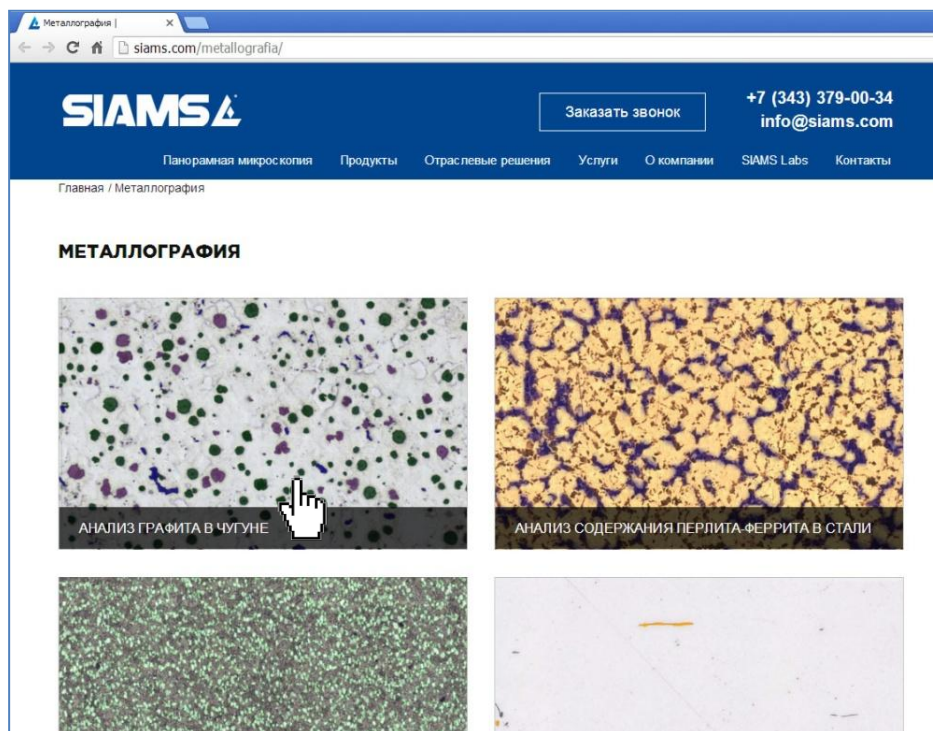 Металлография |
siams.com/metallografia/
SIAMS
Заказать звонок
+7 (343) 379-00-34
info@siams.com
Панорамная микроскопия Продукты Отраслевые решения Услуги О компании SIAMS Labs Контакты
Главная / Металлография
МЕТАЛЛОГРАФИЯ
АНАЛИЗ ГРАФИТА В ЧУГУНЕ
АНАЛИЗ СОДЕРЖАНИЯ ПЕРЛИТА-ФЕРРИТА В СТАЛИ